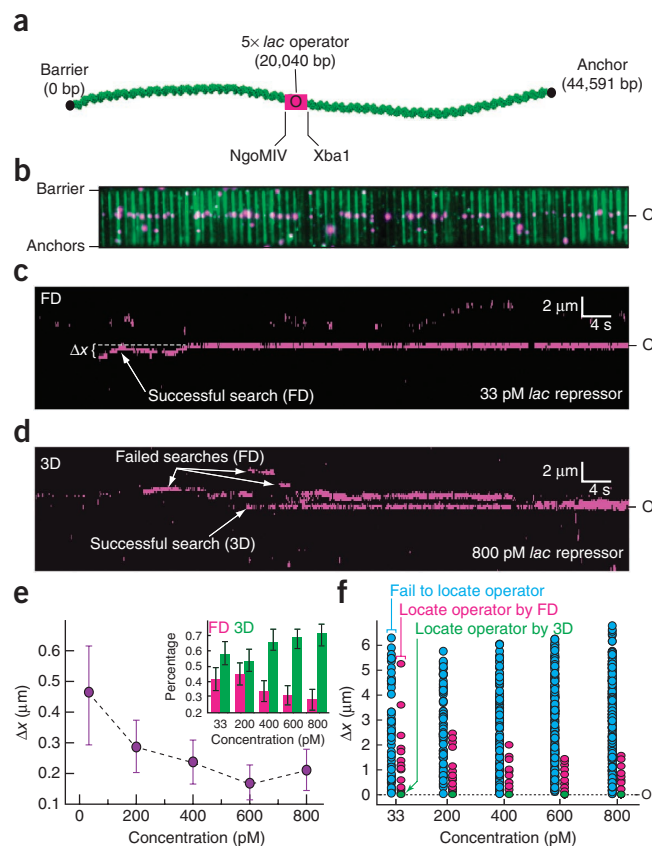 a
5× lac operator
(20,040 bp)
Barrier
(0 bp)
Anchor
(44,591 bp)
O
NgoMIV
Xba1
b
Barrier
O
Anchors
c
FD
2 μm
4 s
Δx
O
Successful search (FD)
33 pM lac repressor
d
3D
Failed searches (FD)
2 μm
4 s
O
Successful search (3D)
800 pM lac repressor
e
FD 3D
Percentage
0.7
0.6
0.5
0.4
0.3
0.2
33 200 400 600 800
Concentration (pM)
Δx (μm)
0.6
0.5
0.4
0.3
0.2
0.1
0 200 400 600 800
Concentration (pM)
f
Fail to locate operator
Locate operator by FD
Locate operator by 3D
Δx (μm)
6
5
4
3
2
1
0
O
33 200 400 600 800
Concentration (pM)